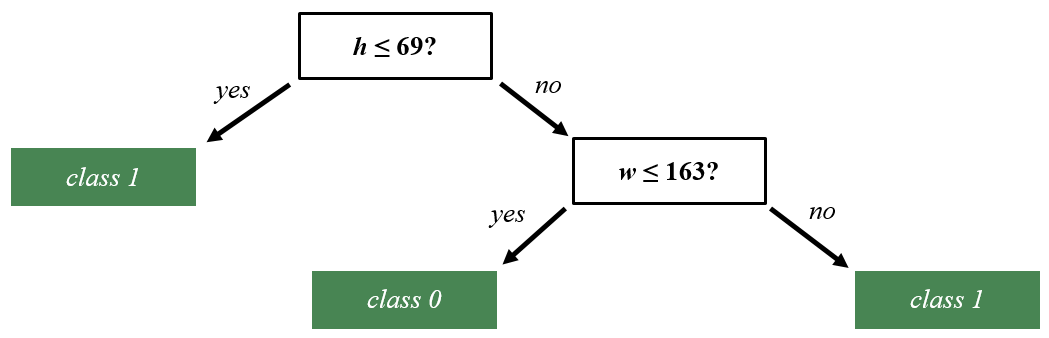 h ≤ 69?
yes
no
class 1
w ≤ 163?
yes
no
class 0
class 1